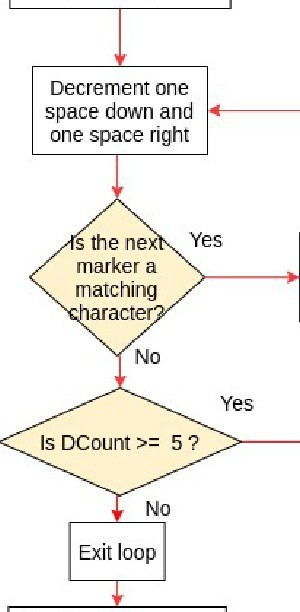 Decrement one
space down and
one space right
Is the next
marker a
matching
character?
Yes
No
Yes
Is DCount >=  5 ?
No
Exit loop